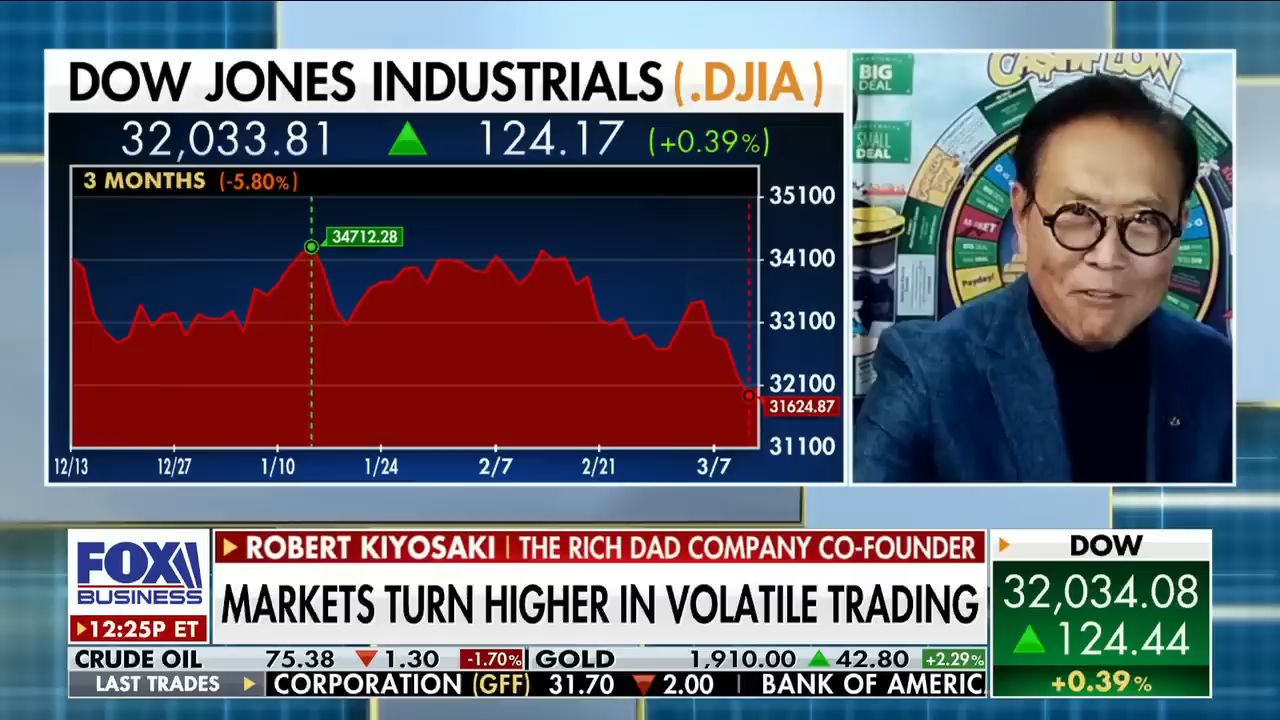 DOW JONES INDUSTRIALS (.DJIA)
32,033.81 ▲ 124.17 (+0.39%)
3 MONTHS (-5.80%)
34712.28
35100
34100
33100
32100
31624.87
31100
12/13 12/27 1/10 1/24 2/7 2/21 3/7
BIG
DEAL
SMALL
DEAL
CASHFLOW
MARKET
Payday!
FOX
BUSINESS
12:25P ET
ROBERT KIYOSAKI | THE RICH DAD COMPANY CO-FOUNDER
MARKETS TURN HIGHER IN VOLATILE TRADING
DOW
32,034.08
▲ 124.44
+0.39%
CRUDE OIL 75.38 ▼ 1.30 -1.70% GOLD 1,910.00 ▲ 42.80 +2.29%
LAST TRADES CORPORATION (GFF) 31.70 ▼ 2.00 | BANK OF AMERIC